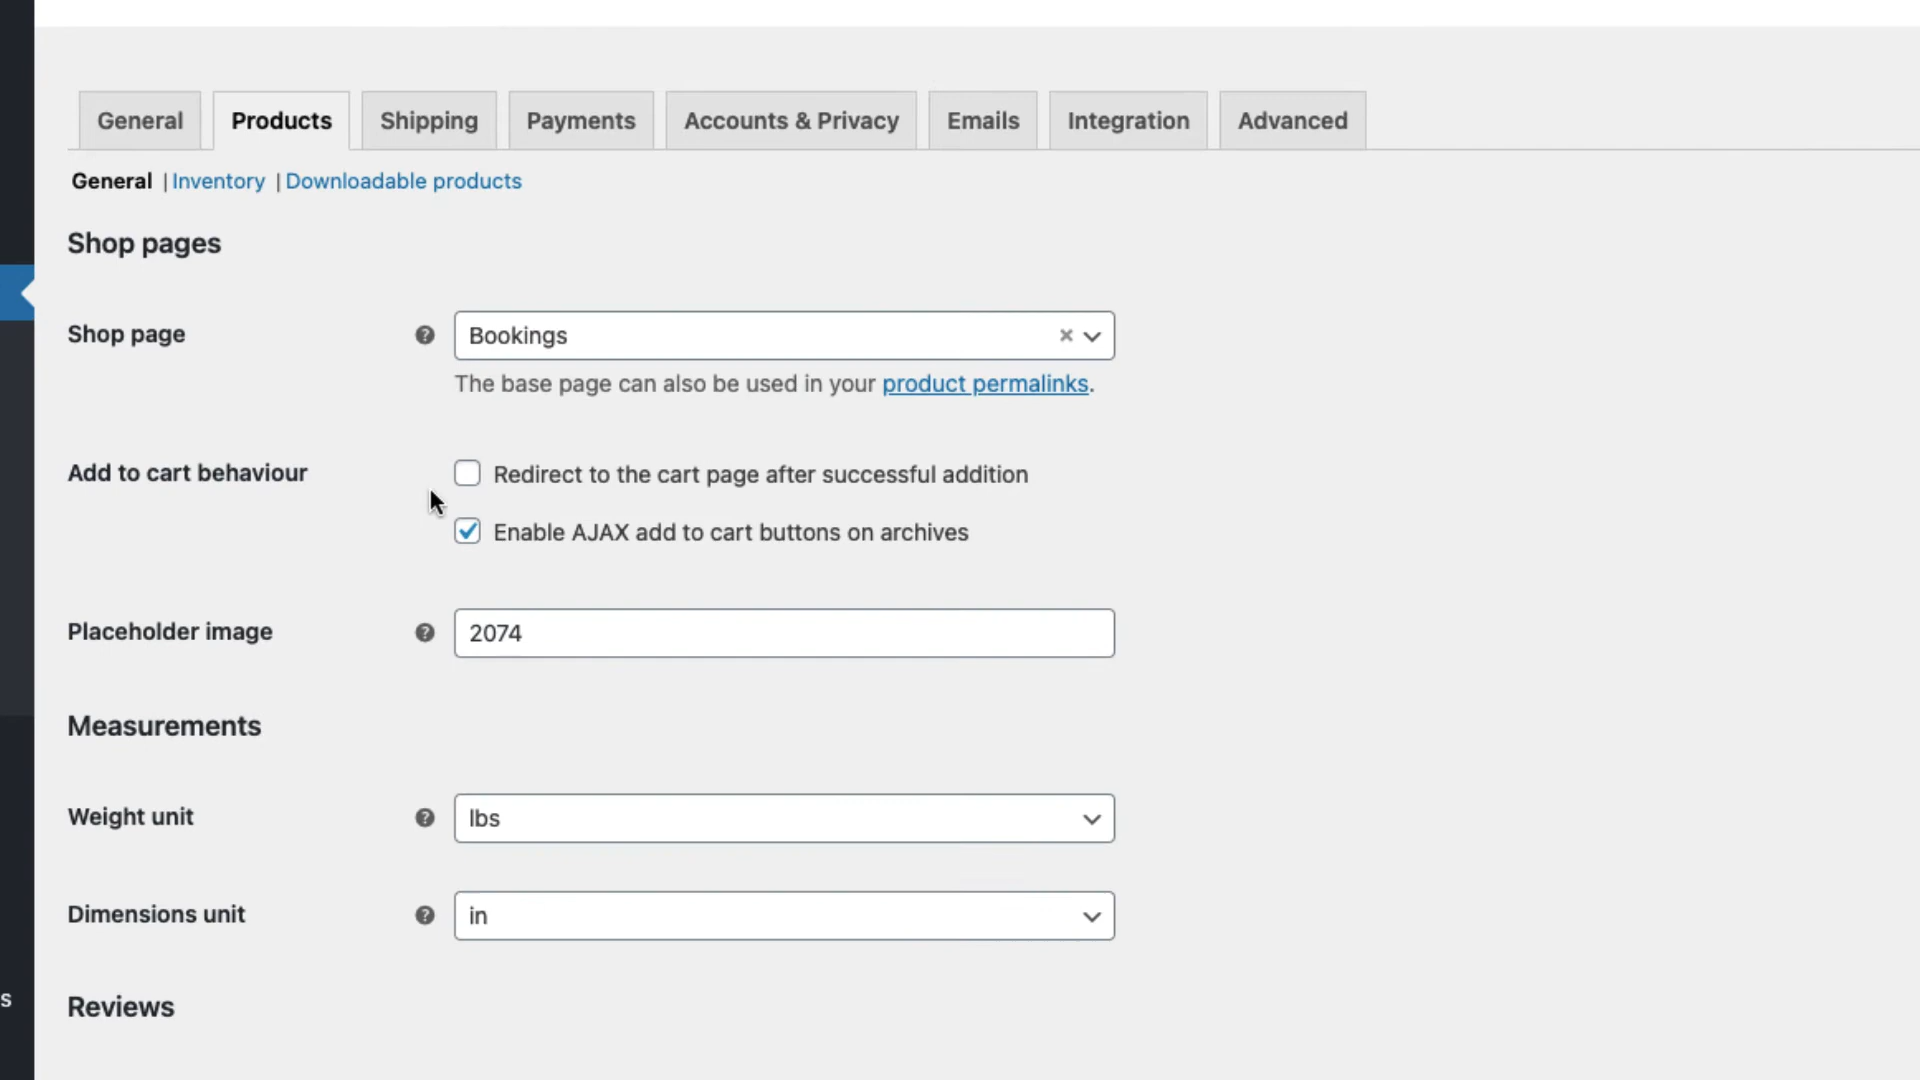 General Products Shipping Payments Accounts & Privacy Emails Integration Advanced
General | Inventory | Downloadable products
Shop pages
Shop page Bookings ×
The base page can also be used in your product permalinks.
Add to cart behaviour Redirect to the cart page after successful addition
Enable AJAX add to cart buttons on archives
Placeholder image 2074
Measurements
Weight unit lbs
Dimensions unit in
s
Reviews